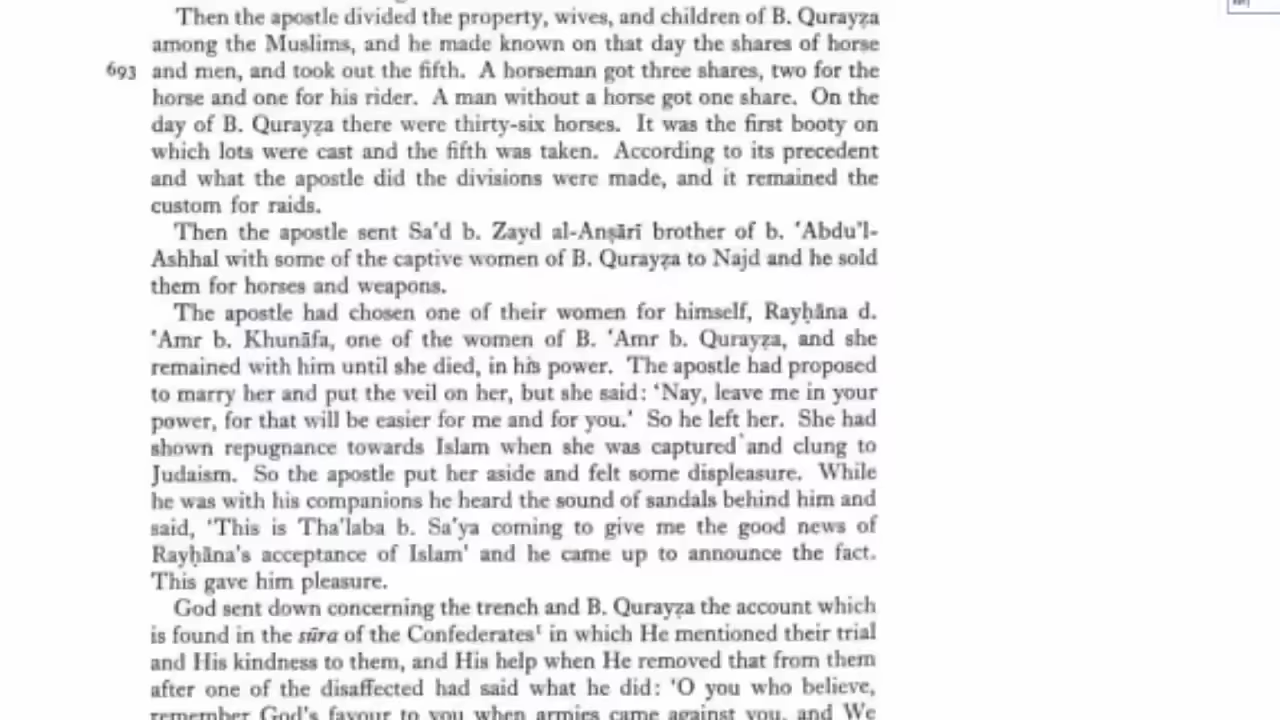 Then the apostle divided the property, wives, and children of B. Qurayẓa
among the Muslims, and he made known on that day the shares of horse
693 and men, and took out the fifth. A horseman got three shares, two for the
horse and one for his rider. A man without a horse got one share. On the
day of B. Qurayẓa there were thirty-six horses. It was the first booty on
which lots were cast and the fifth was taken. According to its precedent
and what the apostle did the divisions were made, and it remained the
custom for raids.
Then the apostle sent Sa'd b. Zayd al-Anṣārī brother of b. 'Abdu'l-
Ashhal with some of the captive women of B. Qurayẓa to Najd and he sold
them for horses and weapons.
The apostle had chosen one of their women for himself, Rayḥāna d.
'Amr b. Khunāfa, one of the women of B. 'Amr b. Qurayẓa, and she
remained with him until she died, in his power. The apostle had proposed
to marry her and put the veil on her, but she said: 'Nay, leave me in your
power, for that will be easier for me and for you.' So he left her. She had
shown repugnance towards Islam when she was captured and clung to
Judaism. So the apostle put her aside and felt some displeasure. While
he was with his companions he heard the sound of sandals behind him and
said, 'This is Tha'laba b. Sa'ya coming to give me the good news of
Rayḥāna's acceptance of Islam' and he came up to announce the fact.
This gave him pleasure.
God sent down concerning the trench and B. Qurayẓa the account which
is found in the sūra of the Confederates¹ in which He mentioned their trial
and His kindness to them, and His help when He removed that from them
after one of the disaffected had said what he did: 'O you who believe,
remember God's favour to you when armies came against you, and We